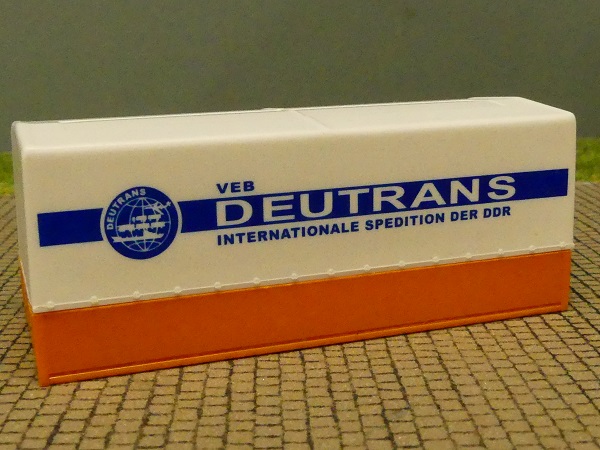 DEUTRANS
VEB
DEUTRANS
INTERNATIONALE SPEDITION DER DDR